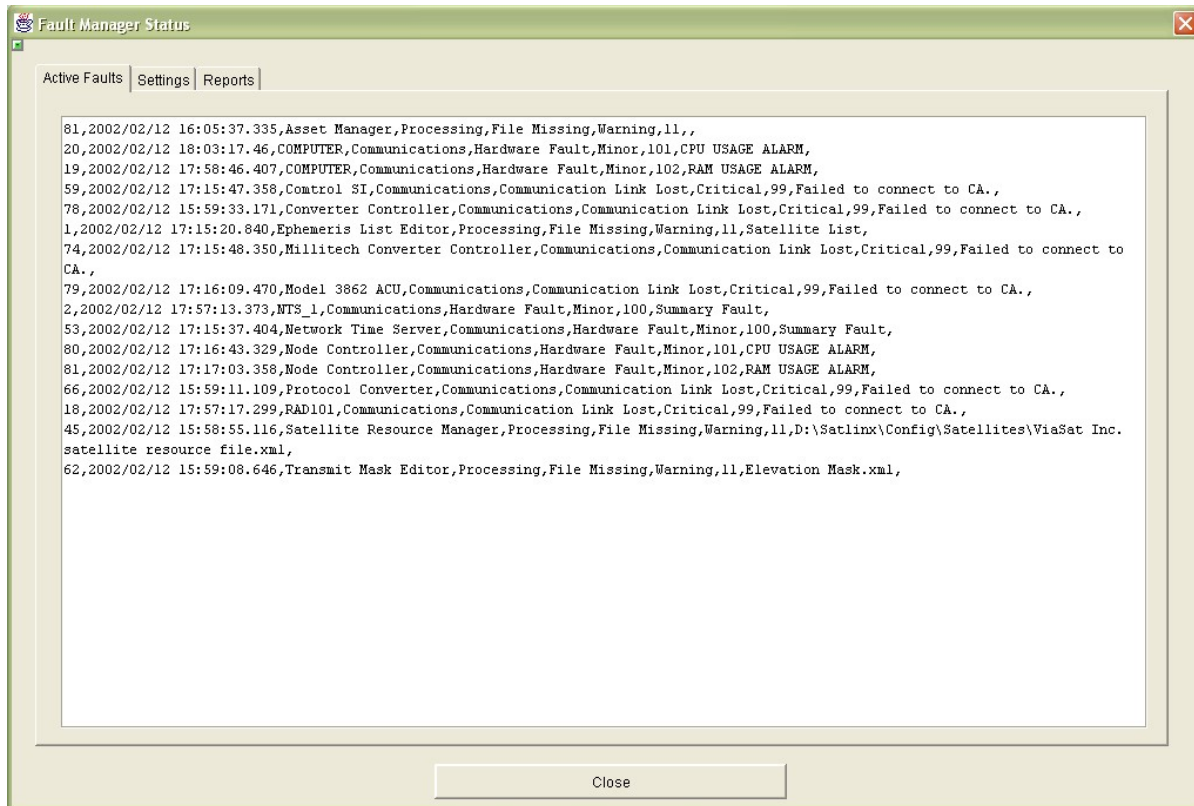 Fault Manager Status
Active Faults Settings Reports
81,2002/02/12 16:05:37.335,Asset Manager,Processing,File Missing,Warning,11,,
20,2002/02/12 18:03:17.46,COMPUTER,Communications,Hardware Fault,Minor,101,CPU USAGE ALARM,
19,2002/02/12 17:58:46.407,COMPUTER,Communications,Hardware Fault,Minor,102,RAM USAGE ALARM,
59,2002/02/12 17:15:47.358,Comtrol SI,Communications,Communication Link Lost,Critical,99,Failed to connect to CA.,
78,2002/02/12 15:59:33.171,Converter Controller,Communications,Communication Link Lost,Critical,99,Failed to connect to CA.,
1,2002/02/12 17:15:20.840,Ephemeris List Editor,Processing,File Missing,Warning,11,Satellite List,
74,2002/02/12 17:15:48.350,Millitech Converter Controller,Communications,Communication Link Lost,Critical,99,Failed to connect to
CA.,
79,2002/02/12 17:16:09.470,Model 3862 ACU,Communications,Communication Link Lost,Critical,99,Failed to connect to CA.,
2,2002/02/12 17:57:13.373,NTS_1,Communications,Hardware Fault,Minor,100,Summary Fault,
53,2002/02/12 17:15:37.404,Network Time Server,Communications,Hardware Fault,Minor,100,Summary Fault,
80,2002/02/12 17:16:43.329,Node Controller,Communications,Hardware Fault,Minor,101,CPU USAGE ALARM,
81,2002/02/12 17:17:03.358,Node Controller,Communications,Hardware Fault,Minor,102,RAM USAGE ALARM,
66,2002/02/12 15:59:11.109,Protocol Converter,Communications,Communication Link Lost,Critical,99,Failed to connect to CA.,
18,2002/02/12 17:57:17.299,RAD101,Communications,Communication Link Lost,Critical,99,Failed to connect to CA.,
45,2002/02/12 15:58:55.116,Satellite Resource Manager,Processing,File Missing,Warning,11,D:\Satlinx\Config\Satellites\ViaSat Inc.
satellite resource file.xml,
62,2002/02/12 15:59:08.646,Transmit Mask Editor,Processing,File Missing,Warning,11,Elevation Mask.xml,
Close